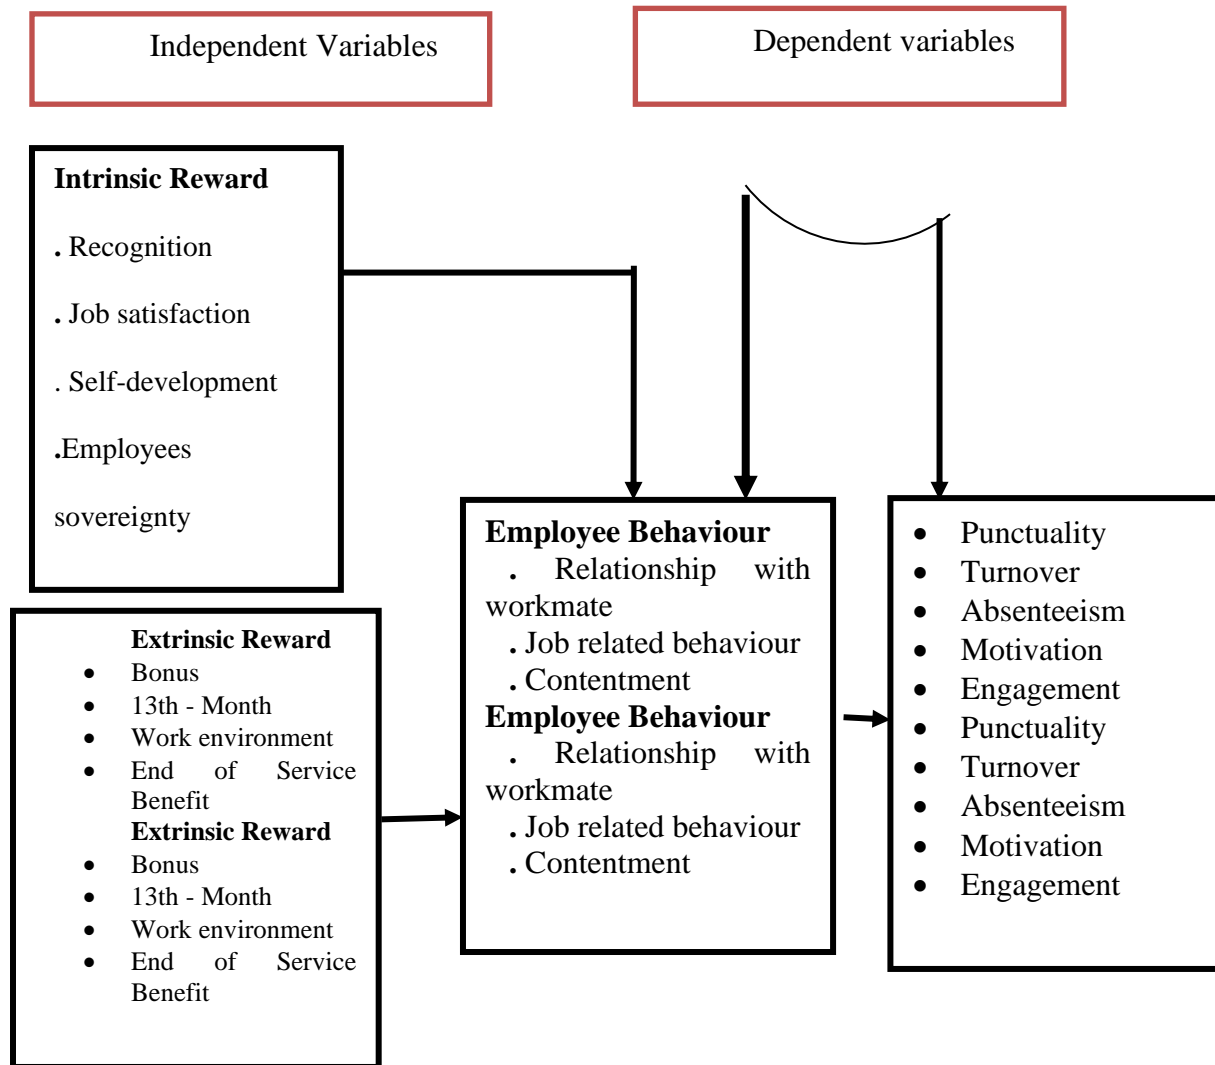 Independent Variables
Dependent variables
Intrinsic Reward
. Recognition
. Job satisfaction
. Self-development
.Employees
sovereignty
Extrinsic Reward
• Bonus
• 13th - Month
• Work environment
• End of Service
Benefit
Extrinsic Reward
• Bonus
• 13th - Month
• Work environment
• End of Service
Benefit
Employee Behaviour
. Relationship with
workmate
. Job related behaviour
. Contentment
Employee Behaviour
. Relationship with
workmate
. Job related behaviour
. Contentment
• Punctuality
• Turnover
• Absenteeism
• Motivation
• Engagement
• Punctuality
• Turnover
• Absenteeism
• Motivation
• Engagement